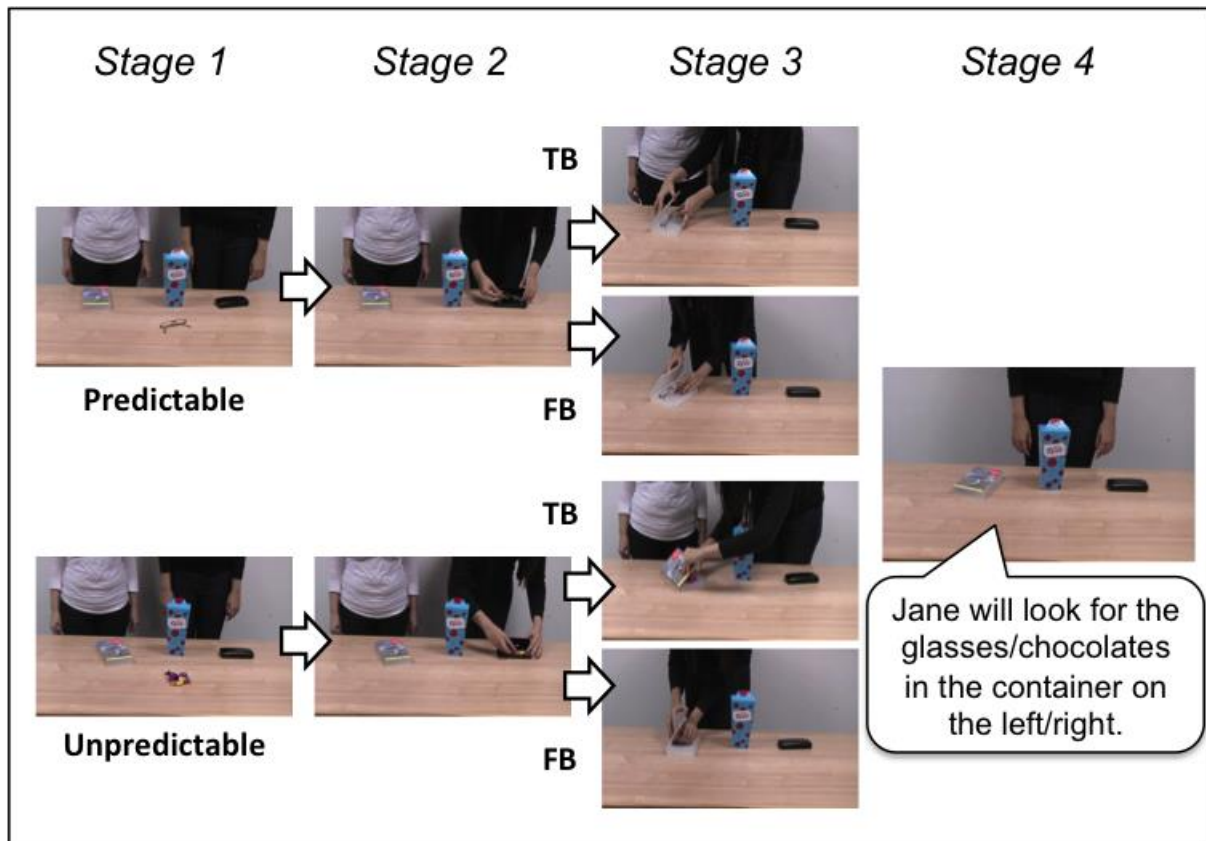 Stage 1
Stage 2
Stage 3
Stage 4
TB
Predictable
FB
TB
Unpredictable
FB
Jane will look for the
glasses/chocolates
in the container on
the left/right.